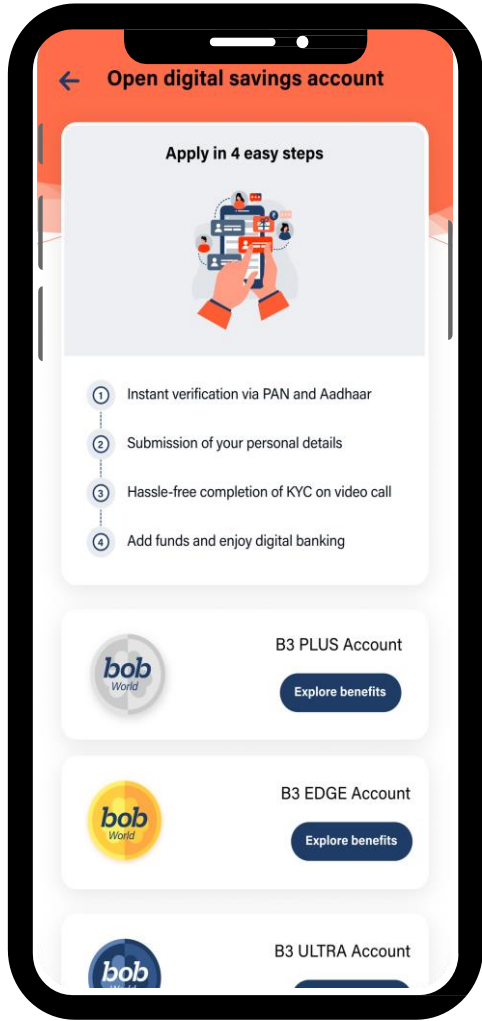 Open digital savings account
Apply in 4 easy steps
1 Instant verification via PAN and Aadhaar
2 Submission of your personal details
3 Hassle-free completion of KYC on video call
4 Add funds and enjoy digital banking
bob
World
B3 PLUS Account
Explore benefits
bob
World
B3 EDGE Account
Explore benefits
bob
B3 ULTRA Account